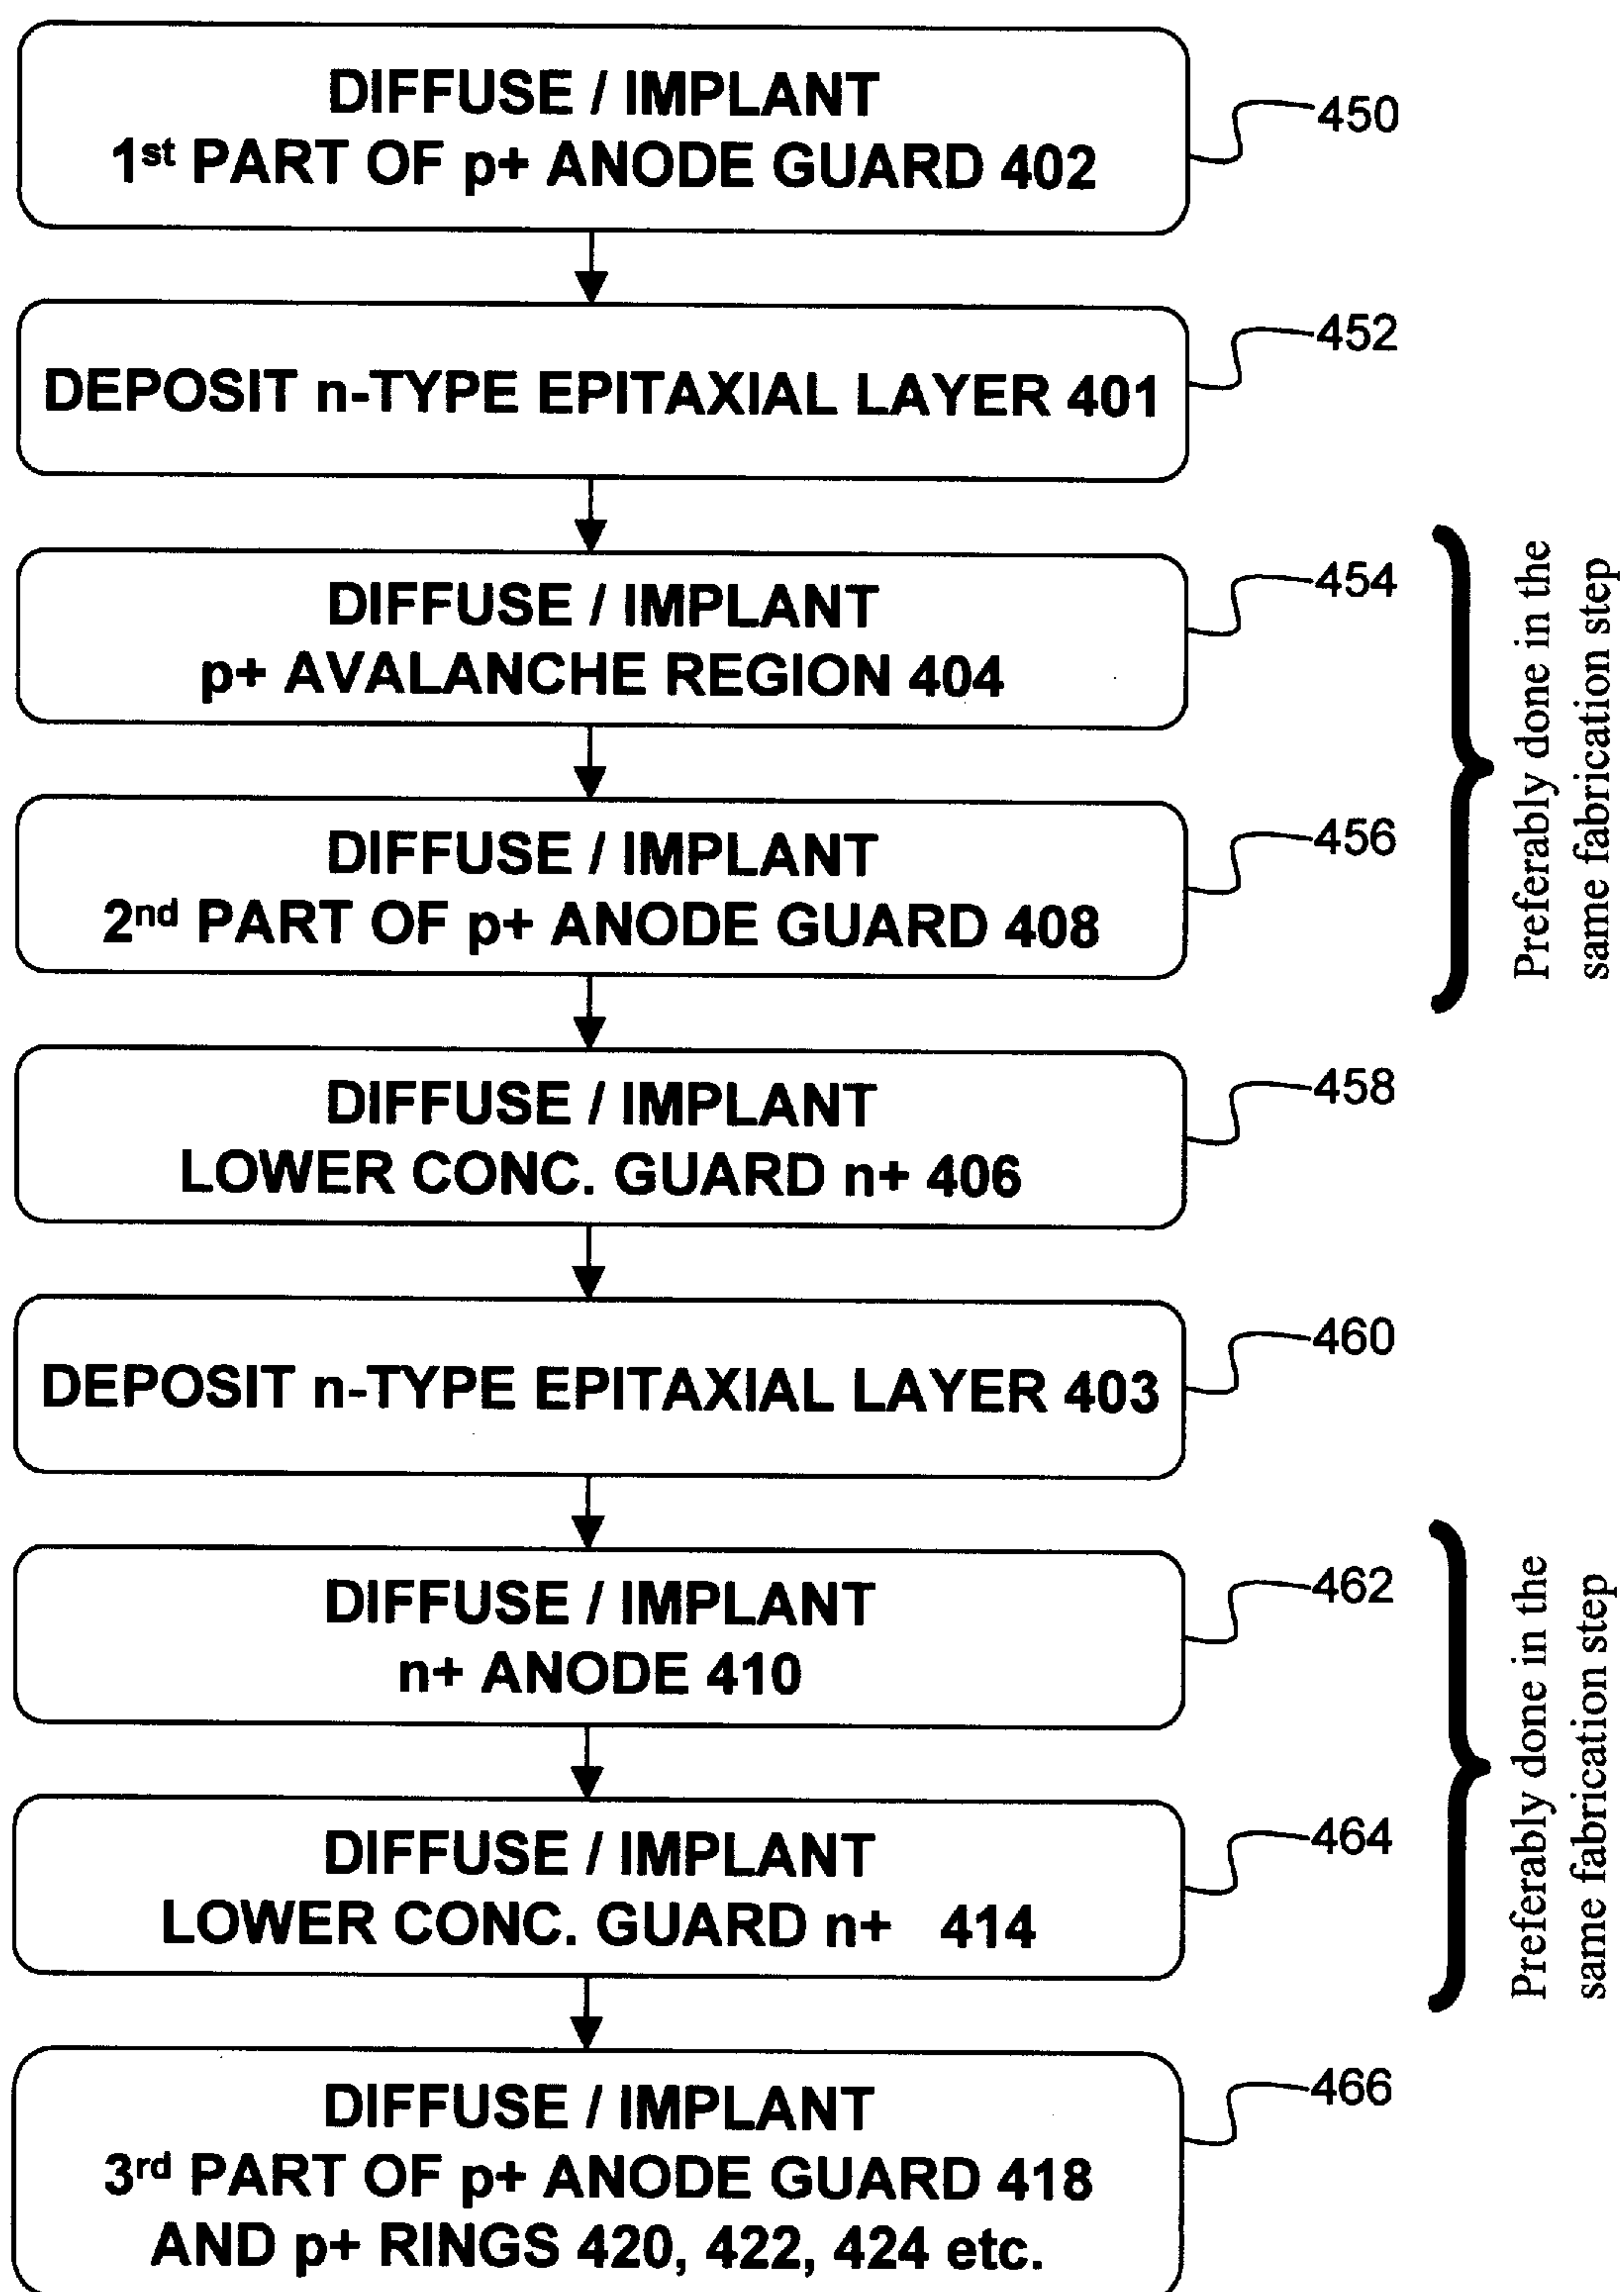 DIFFUSE / IMPLANT
1st PART OF p+ ANODE GUARD 402
450
DEPOSIT n-TYPE EPITAXIAL LAYER 401
452
DIFFUSE / IMPLANT
p+ AVALANCHE REGION 404
454
DIFFUSE / IMPLANT
2nd PART OF p+ ANODE GUARD 408
456
Preferably done in the
same fabrication step
DIFFUSE / IMPLANT
LOWER CONC. GUARD n+ 406
458
DEPOSIT n-TYPE EPITAXIAL LAYER 403
460
DIFFUSE / IMPLANT
n+ ANODE 410
462
DIFFUSE / IMPLANT
LOWER CONC. GUARD n+ 414
464
Preferably done in the
same fabrication step
DIFFUSE / IMPLANT
3rd PART OF p+ ANODE GUARD 418
AND p+ RINGS 420, 422, 424 etc.
466